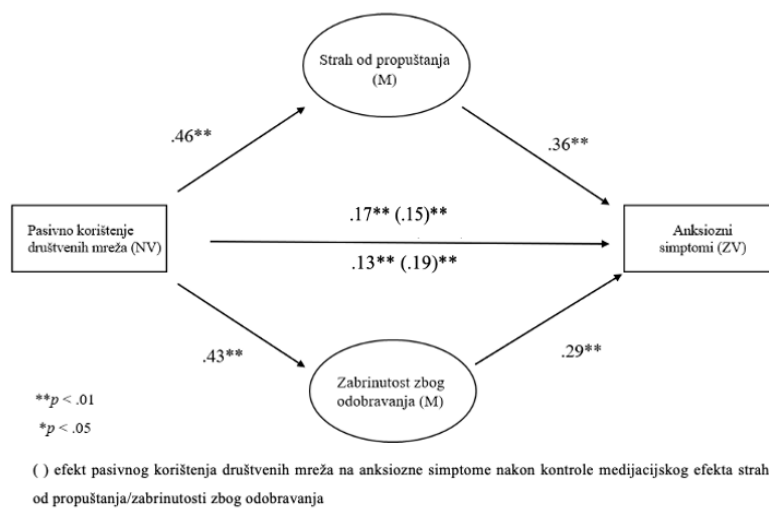 Strah od propuštanja
(M)
.46**
.36**
.17** (.15)**
Pasivno korištenje
društvenih mreža (NV)
Anksiozni
simptomi (ZV)
.13** (.19)**
.43**
.29**
Zabrinutost zbog
odobravanja (M)
**p < .01
*p < .05
( ) efekt pasivnog korištenja društvenih mreža na anksiozne simptome nakon kontrole medijacijskog efekta strah
od propuštanja/zabrinutosti zbog odobravanja